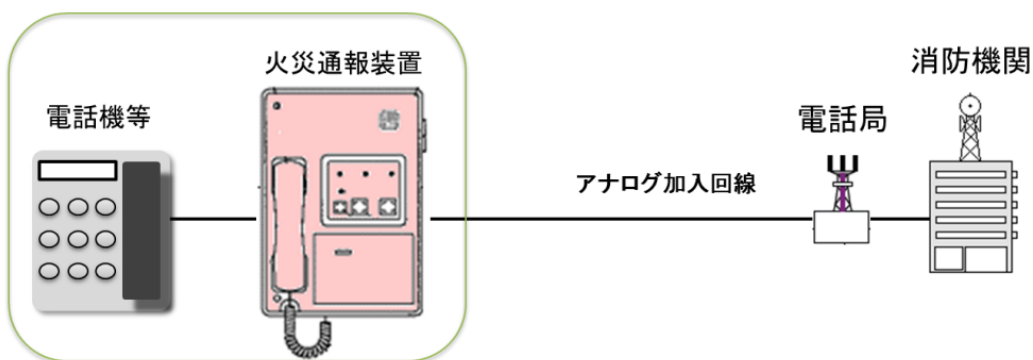 電話機等
火災通報装置
アナログ加入回線
電話局
消防機関